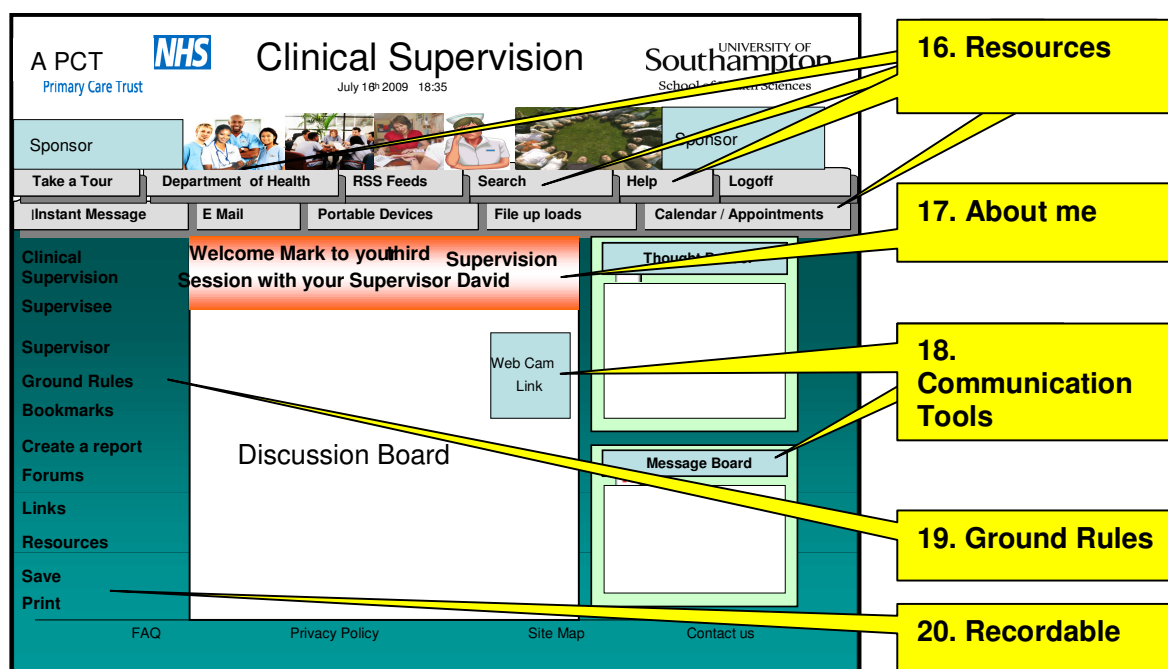 A PCT
NHS
Primary Care Trust
Clinical Supervision
July 16th 2009 18:35
UNIVERSITY OF
Southampton
School of Health Sciences
Sponsor
Sponsor
Take a Tour
Department of Health
RSS Feeds
Search
Help
Logoff
Instant Message
E Mail
Portable Devices
File up loads
Calendar / Appointments
Clinical
Supervision
Supervisee
Supervisor
Ground Rules
Bookmarks
Create a report
Forums
Links
Resources
Save
Print
Welcome Mark to your third Supervision
Session with your Supervisor David
Web Cam
Link
Discussion Board
Thought
Message Board
FAQ
Privacy Policy
Site Map
Contact us
16. Resources
17. About me
18.
Communication
Tools
19. Ground Rules
20. Recordable